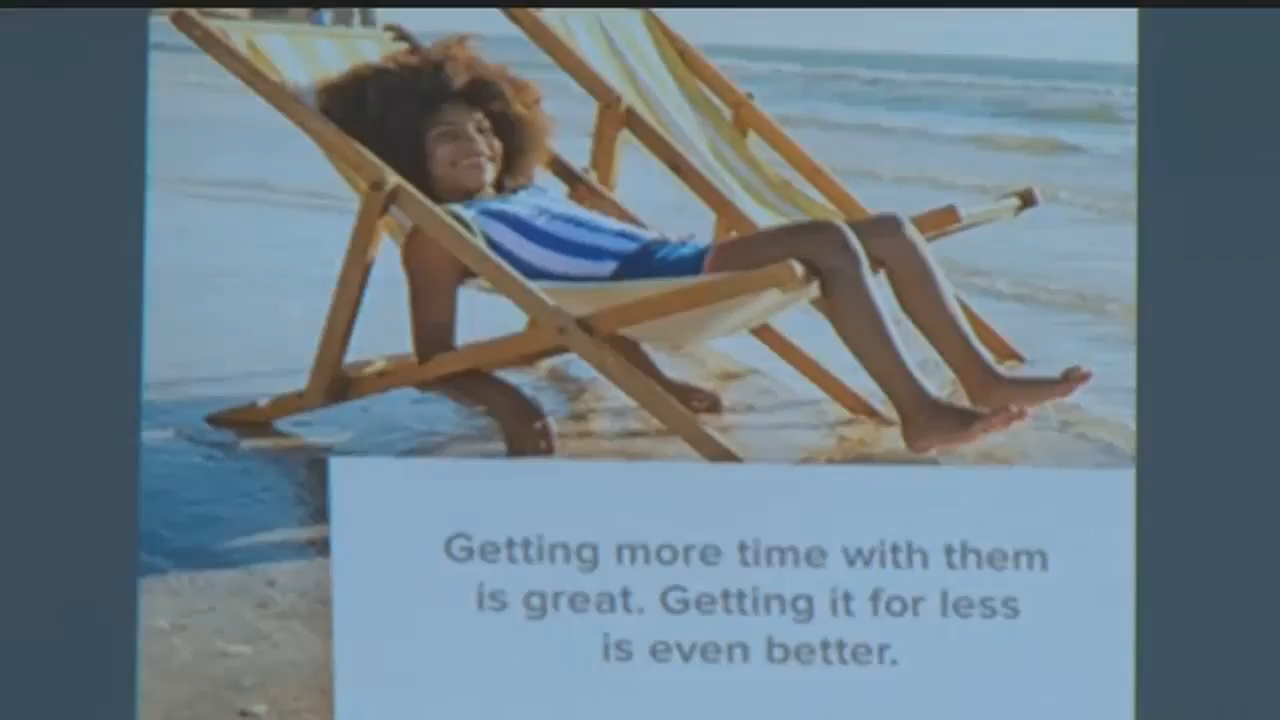 Getting more time with them
is great. Getting it for less
is even better.